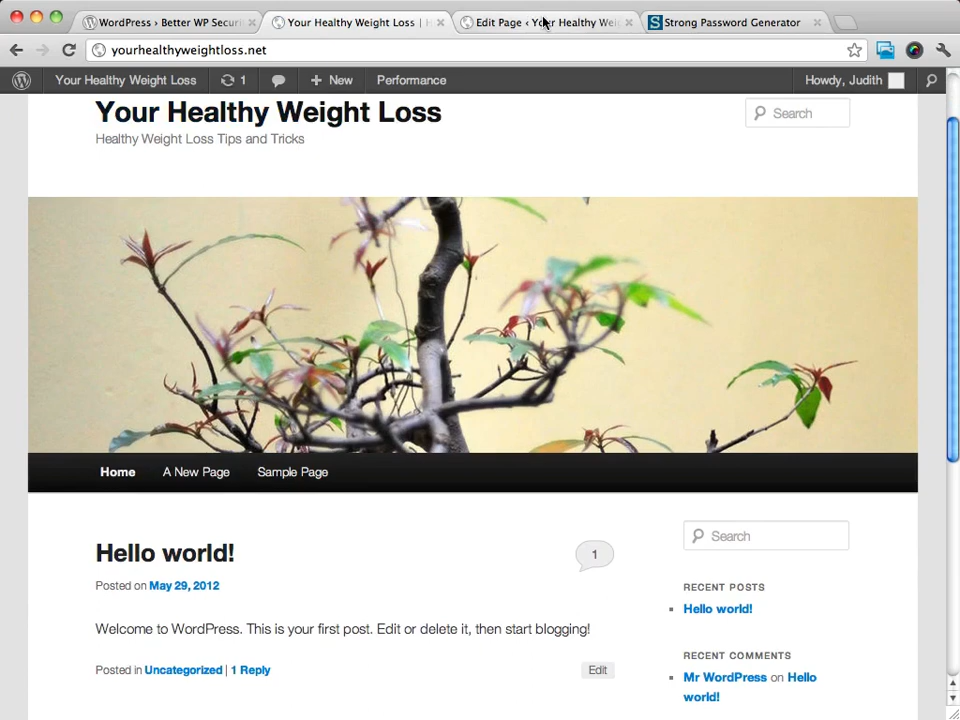 WordPress › Better WP Securi
Your Healthy Weight Loss |
Edit Page ‹ Your Healthy Wei
S Strong Password Generator
yourhealthyweightloss.net
Your Healthy Weight Loss 1 + New Performance Howdy, Judith
Your Healthy Weight Loss
Search
Healthy Weight Loss Tips and Tricks
Home A New Page Sample Page
Hello world!
1
Posted on May 29, 2012
Welcome to WordPress. This is your first post. Edit or delete it, then start blogging!
Posted in Uncategorized | 1 Reply
Edit
Search
RECENT POSTS
Hello world!
RECENT COMMENTS
Mr WordPress on Hello
world!